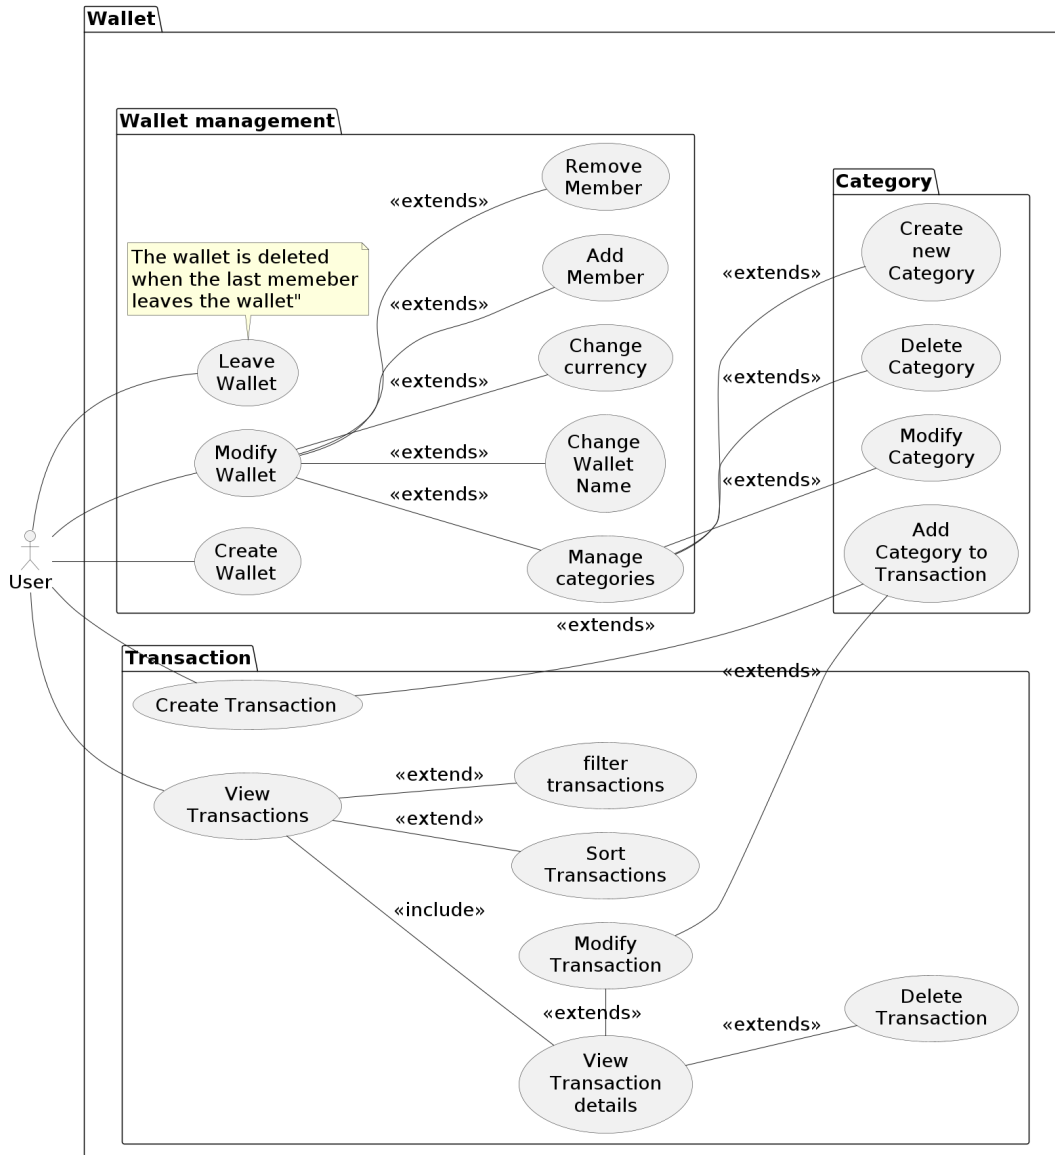 Wallet
Wallet management
Remove
Member
«extends»
Category
Create
new
Category
The wallet is deleted
when the last memeber
leaves the wallet"
Add
Member
«extends»
«extends»
Leave
Wallet
Change
currency
«extends»
Delete
Category
«extends»
Modify
Wallet
«extends»
Change
Wallet
Name
Modify
Category
«extends»
«extends»
Create
Wallet
Manage
categories
Add
Category to
Transaction
User
«extends»
Transaction
«extends»
Create Transaction
View
Transactions
«extend»
filter
transactions
«extend»
Sort
Transactions
«include»
Modify
Transaction
«extends»
Delete
Transaction
«extends»
View
Transaction
details